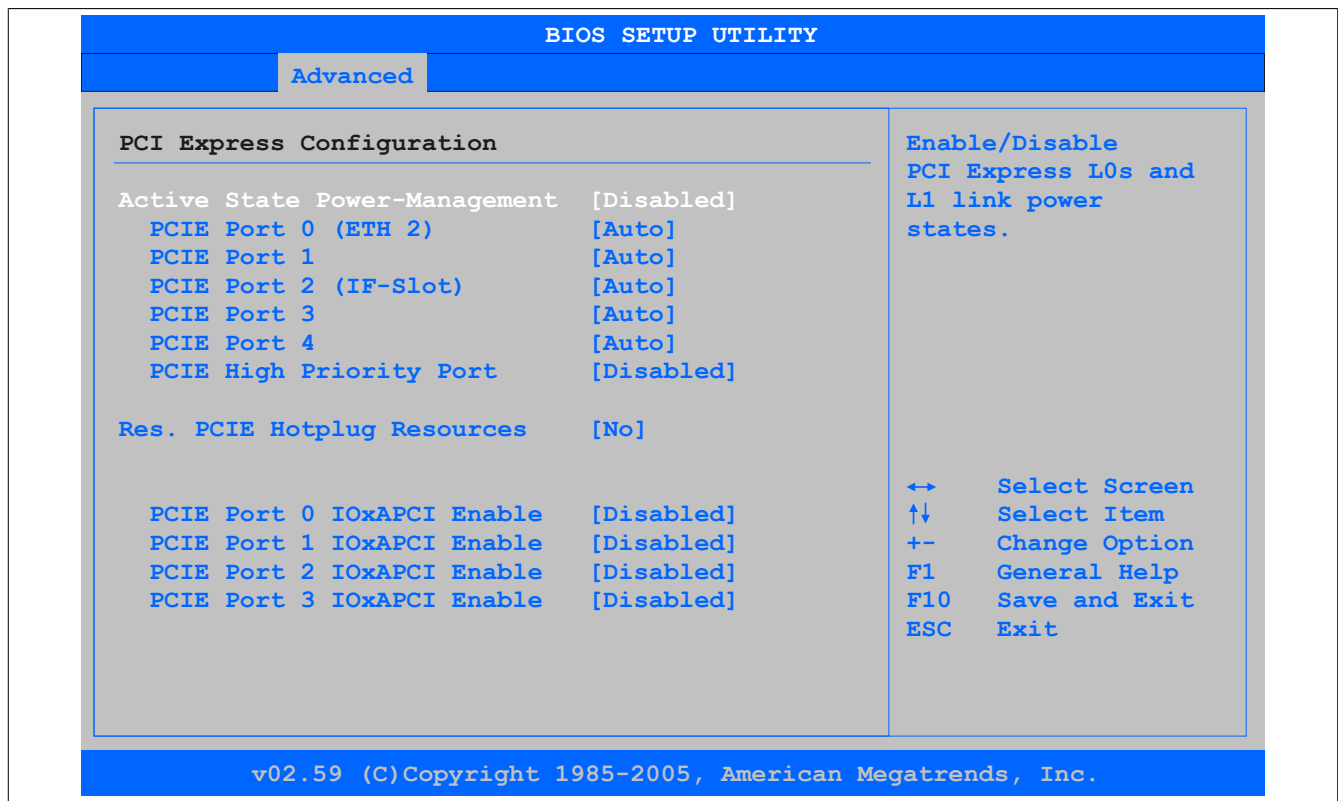 BIOS SETUP UTILITY
Advanced
PCI Express Configuration
Active State Power-Management [Disabled]
PCIE Port 0 (ETH 2) [Auto]
PCIE Port 1 [Auto]
PCIE Port 2 (IF-Slot) [Auto]
PCIE Port 3 [Auto]
PCIE Port 4 [Auto]
PCIE High Priority Port [Disabled]
Res. PCIE Hotplug Resources [No]
PCIE Port 0 IOxAPCI Enable [Disabled]
PCIE Port 1 IOxAPCI Enable [Disabled]
PCIE Port 2 IOxAPCI Enable [Disabled]
PCIE Port 3 IOxAPCI Enable [Disabled]
Enable/Disable
PCI Express L0s and
L1 link power
states.
↔ Select Screen
↑↓ Select Item
+- Change Option
F1 General Help
F10 Save and Exit
ESC Exit
v02.59 (C)Copyright 1985-2005, American Megatrends, Inc.